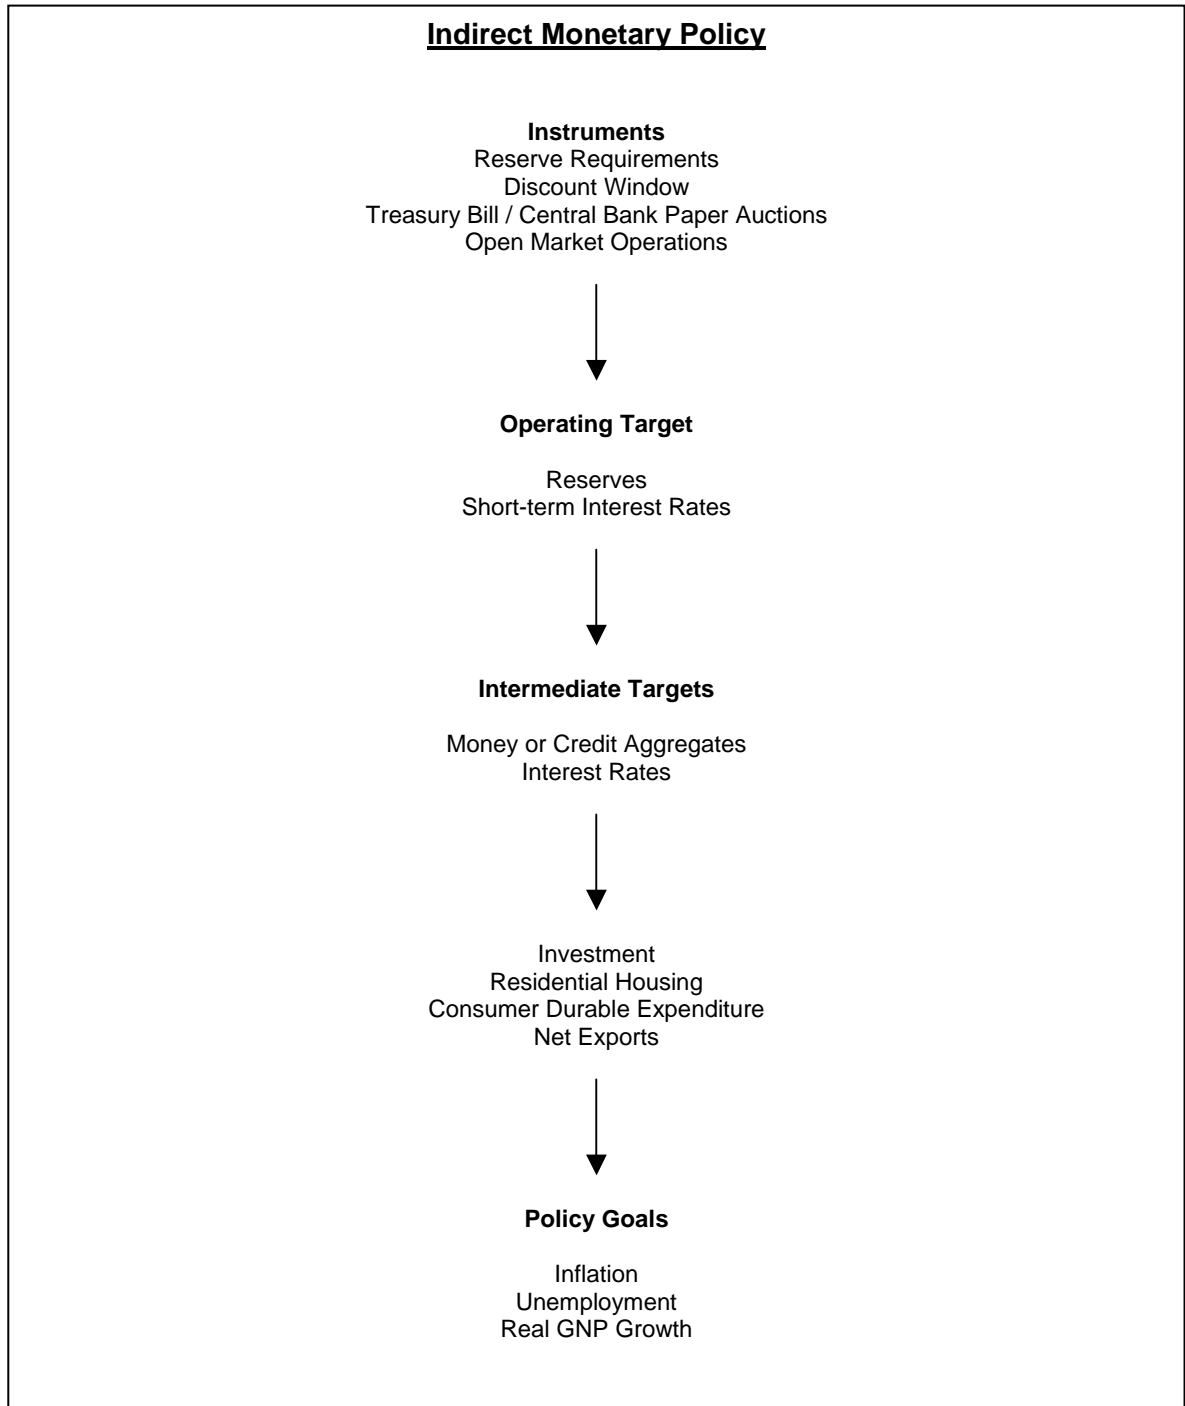 Indirect Monetary Policy
Instruments
Reserve Requirements
Discount Window
Treasury Bill / Central Bank Paper Auctions
Open Market Operations
Operating Target
Reserves
Short-term Interest Rates
Intermediate Targets
Money or Credit Aggregates
Interest Rates
Investment
Residential Housing
Consumer Durable Expenditure
Net Exports
Policy Goals
Inflation
Unemployment
Real GNP Growth